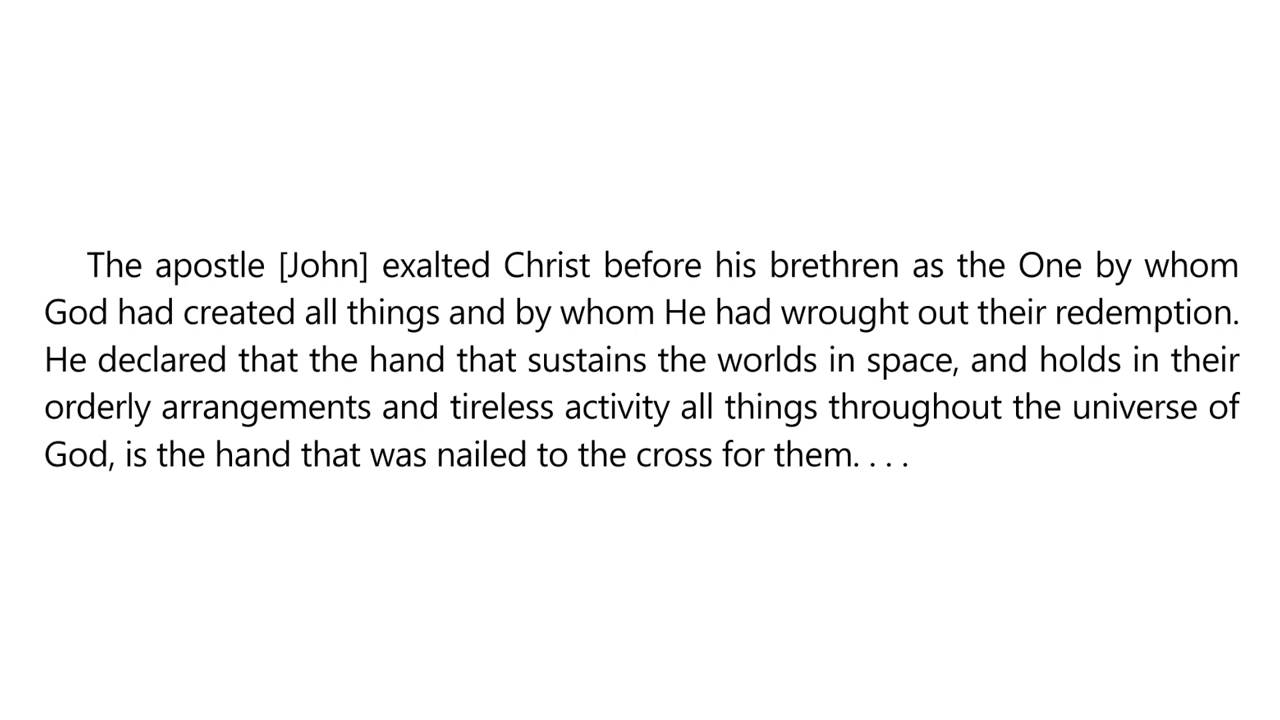 The apostle [John] exalted Christ before his brethren as the One by whom
God had created all things and by whom He had wrought out their redemption.
He declared that the hand that sustains the worlds in space, and holds in their
orderly arrangements and tireless activity all things throughout the universe of
God, is the hand that was nailed to the cross for them. . . .